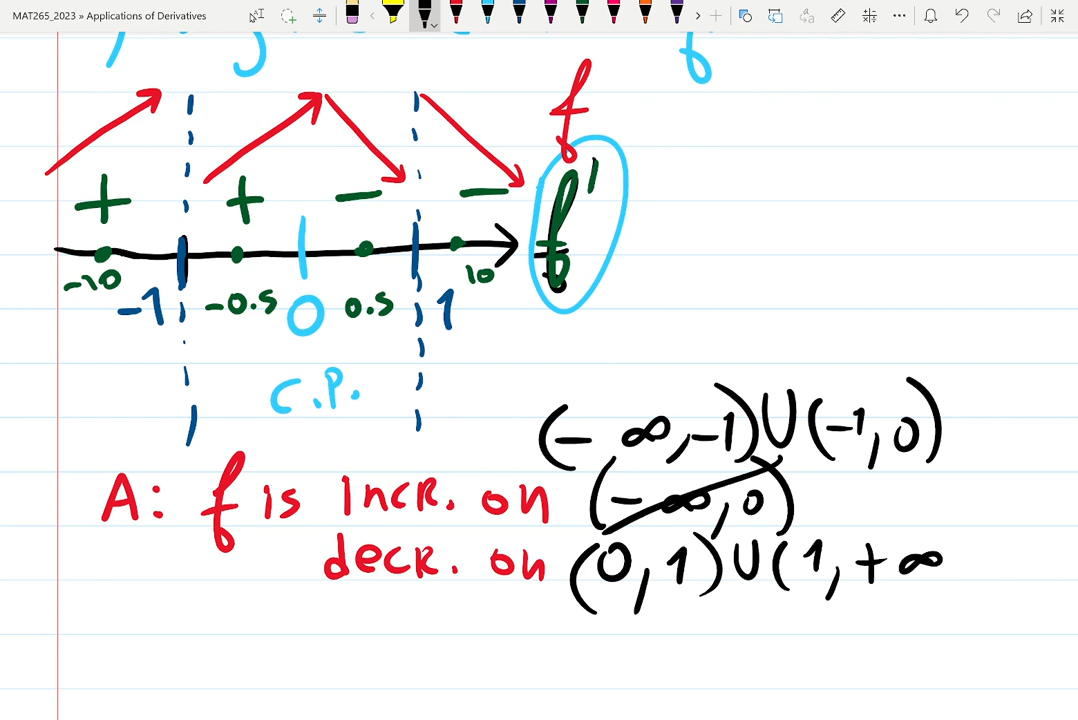 MAT265_2023 » Applications of Derivatives
f
+ + − − f'
-10 -0.5 0.5 10
-1 0 1
C.P.
(- ∞,-1)U(-1,0)
A: f is incr. on (- ∞,0)
decr. on (0,1)U(1,+∞